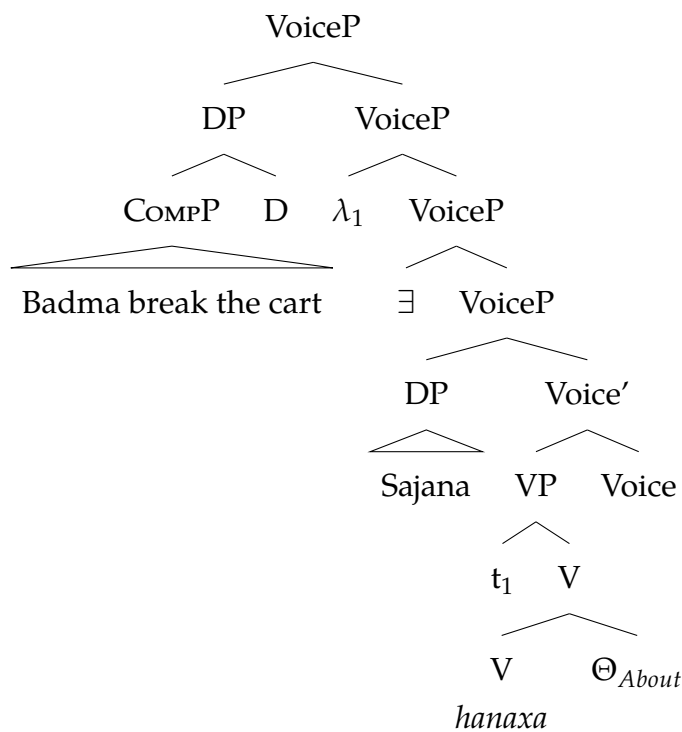 VoiceP
DP VoiceP
CompP D λ1 VoiceP
Badma break the cart ∃ VoiceP
DP Voice’
Sajana VP Voice
t1 V
V ΘAbout
hanaxa